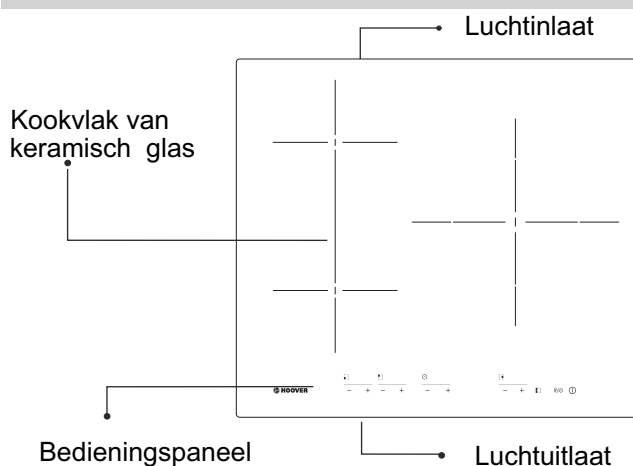 Luchtinlaat
Kookvlak van
keramisch glas
HOOVER
− + − + − + − +
Bedieningspaneel
Luchtuitlaat